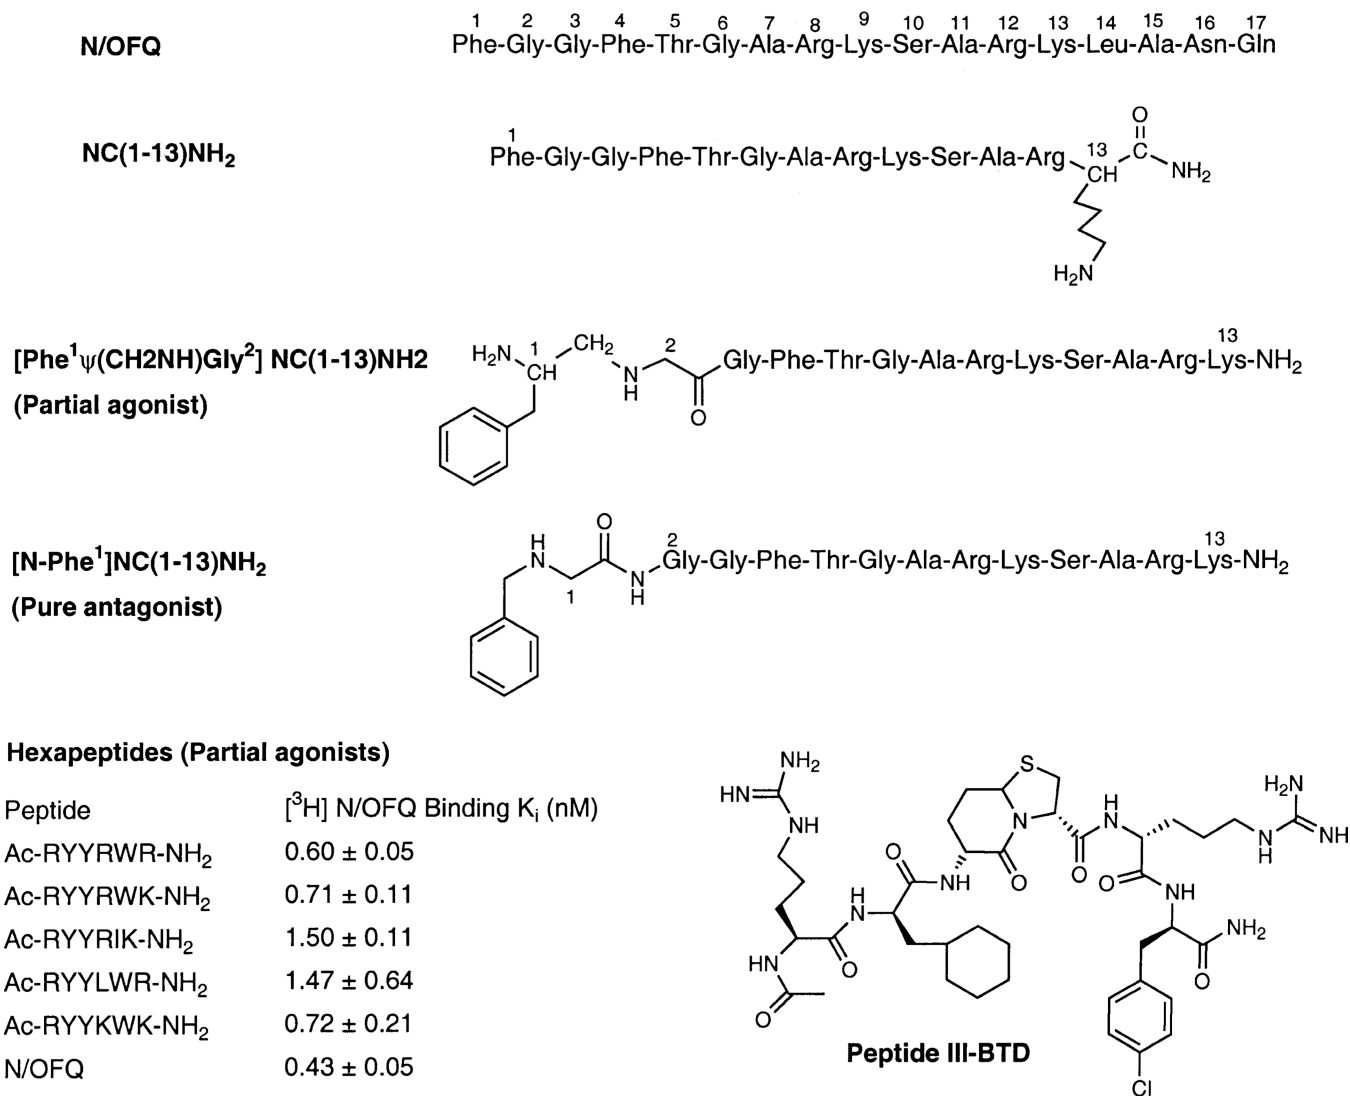 N/OFQ
1 2 3 4 5 6 7 8 9 10 11 12 13 14 15 16 17
Phe-Gly-Gly-Phe-Thr-Gly-Ala-Arg-Lys-Ser-Ala-Arg-Lys-Leu-Ala-Asn-Gln
NC(1-13)NH₂
1
Phe-Gly-Gly-Phe-Thr-Gly-Ala-Arg-Lys-Ser-Ala-Arg
13
CH
O
C
NH₂
H₂N
[Phe¹ψ(CH2NH)Gly²] NC(1-13)NH2
(Partial agonist)
H₂N
1
CH
CH₂
N
H
2
O
13
Gly-Phe-Thr-Gly-Ala-Arg-Lys-Ser-Ala-Arg-Lys-NH₂
[N-Phe¹]NC(1-13)NH₂
(Pure antagonist)
H
N
1
O
N
H
2
13
Gly-Gly-Phe-Thr-Gly-Ala-Arg-Lys-Ser-Ala-Arg-Lys-NH₂
Hexapeptides (Partial agonists)
Peptide [³H] N/OFQ Binding Kᵢ (nM)
Ac-RYYRWR-NH₂ 0.60 ± 0.05
Ac-RYYRWK-NH₂ 0.71 ± 0.11
Ac-RYYRIK-NH₂ 1.50 ± 0.11
Ac-RYYLWR-NH₂ 1.47 ± 0.64
Ac-RYYKWK-NH₂ 0.72 ± 0.21
N/OFQ 0.43 ± 0.05
NH₂
HN
NH
HN
O
O
H
N
O
NH
S
N
O
O
H
N
O
NH
H₂N
N
H
NH
NH₂
O
Cl
Peptide III-BTD